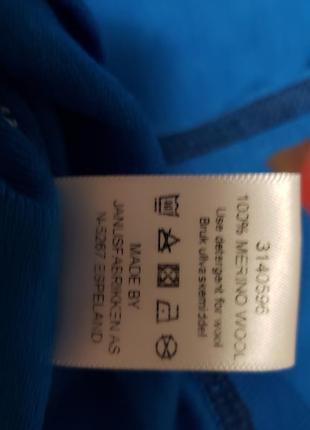 3140596
100% MERINO WOOL
Use detergent for wool
Bruk ullvaskemiddel
MADE BY
JANUSFABRIKKEN AS
N-5267 ESPELAND